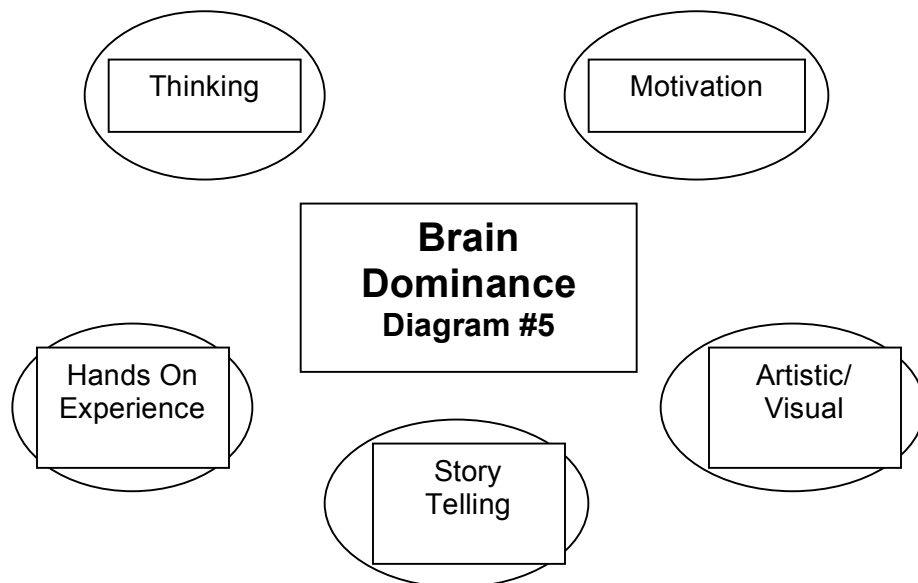 Thinking
Motivation
Brain
Dominance
Diagram #5
Hands On
Experience
Artistic/
Visual
Story
Telling